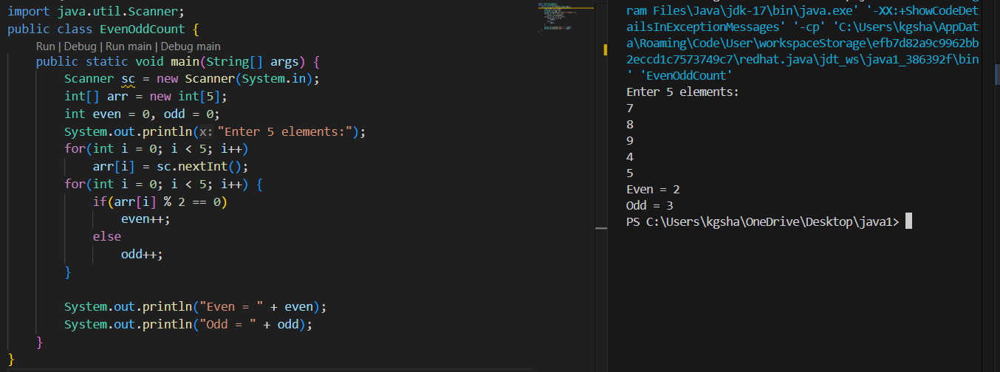 import java.util.Scanner;
public class EvenOddCount {
Run | Debug | Run main | Debug main
public static void main(String[] args) {
Scanner sc = new Scanner(System.in);
int[] arr = new int[5];
int even = 0, odd = 0;
System.out.println(x: "Enter 5 elements:");
for(int i = 0; i < 5; i++)
arr[i] = sc.nextInt();
for(int i = 0; i < 5; i++) {
if(arr[i] % 2 == 0)
even++;
else
odd++;
}
System.out.println("Even = " + even);
System.out.println("Odd = " + odd);
}
}
ram Files\Java\jdk-17\bin\java.exe' '-XX:+ShowCodeDet
ailsInExceptionMessages' '-cp' 'C:\Users\kgsha\AppDat
a\Roaming\Code\User\workspaceStorage\efb7d82a9c9962bb
2eccd1c7573749c7\redhat.java\jdt_ws\java1_386392f\bin
' 'EvenOddCount'
Enter 5 elements:
7
8
9
4
5
Even = 2
Odd = 3
PS C:\Users\kgsha\OneDrive\Desktop\java1>